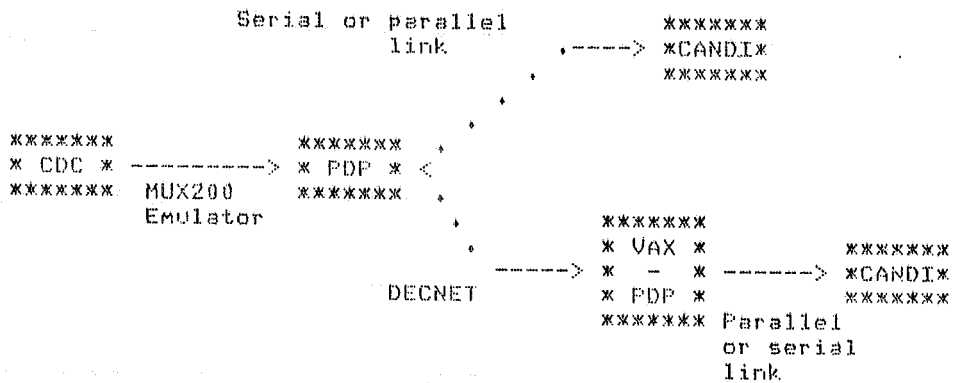 Serial or parallel *******
link .----> *CANDI*
*******
******* *******
* CDC * ---------> * PDP * <
******* MUX200 *******
Emulator *******
* VAX * *******
-----> * - * ------> *CANDI*
DECNET * PDP * *******
******* Parallel
or serial
link